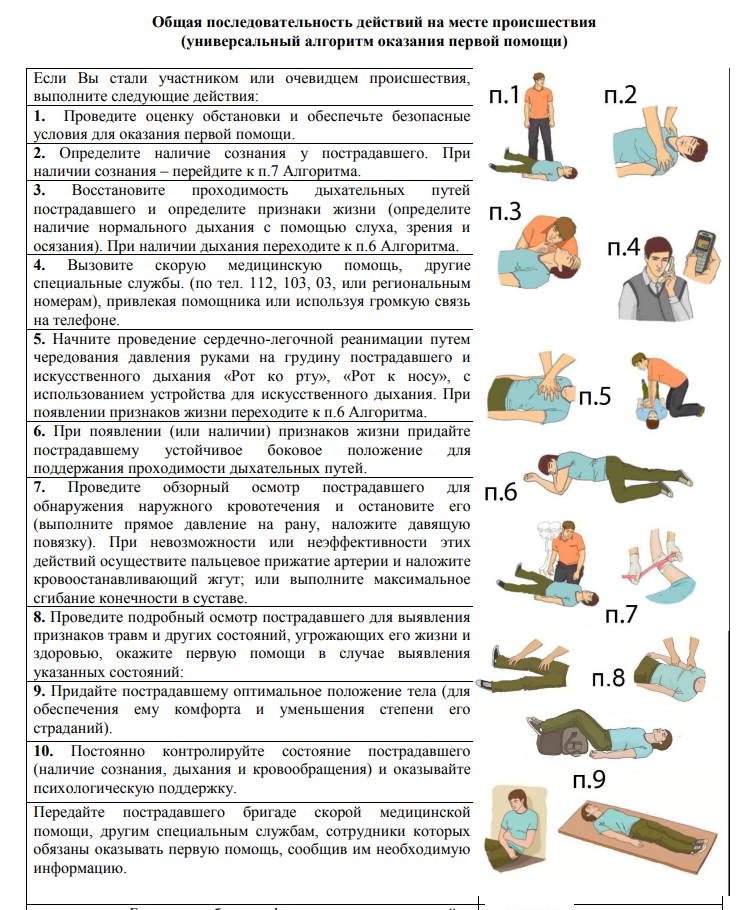 Общая последовательность действий на месте происшествия
(универсальный алгоритм оказания первой помощи)
Если Вы стали участником или очевидцем происшествия,
выполните следующие действия:
1. Проведите оценку обстановки и обеспечьте безопасные
условия для оказания первой помощи.
2. Определите наличие сознания у пострадавшего. При
наличии сознания – перейдите к п.7 Алгоритма.
3. Восстановите проходимость дыхательных путей
пострадавшего и определите признаки жизни (определите
наличие нормального дыхания с помощью слуха, зрения и
осязания). При наличии дыхания переходите к п.6 Алгоритма.
4. Вызовите скорую медицинскую помощь, другие
специальные службы. (по тел. 112, 103, 03, или региональным
номерам), привлекая помощника или используя громкую связь
на телефоне.
5. Начните проведение сердечно-легочной реанимации путем
чередования давления руками на грудину пострадавшего и
искусственного дыхания «Рот ко рту», «Рот к носу», с
использованием устройства для искусственного дыхания. При
появлении признаков жизни переходите к п.6 Алгоритма.
6. При появлении (или наличии) признаков жизни придайте
пострадавшему устойчивое боковое положение для
поддержания проходимости дыхательных путей.
7. Проведите обзорный осмотр пострадавшего для
обнаружения наружного кровотечения и остановите его
(выполните прямое давление на рану, наложите давящую
повязку). При невозможности или неэффективности этих
действий осуществите пальцевое прижатие артерии и наложите
кровоостанавливающий жгут; или выполните максимальное
сгибание конечности в суставе.
8. Проведите подробный осмотр пострадавшего для выявления
признаков травм и других состояний, угрожающих его жизни и
здоровью, окажите первую помощи в случае выявления
указанных состояний:
9. Придайте пострадавшему оптимальное положение тела (для
обеспечения ему комфорта и уменьшения степени его
страданий).
10. Постоянно контролируйте состояние пострадавшего
(наличие сознания, дыхания и кровообращения) и оказывайте
психологическую поддержку.
Передайте пострадавшего бригаде скорой медицинской
помощи, другим специальным службам, сотрудники которых
обязаны оказывать первую помощь, сообщив им необходимую
информацию.
п.1
п.2
п.3
п.4
п.5
п.6
п.7
п.8
п.9